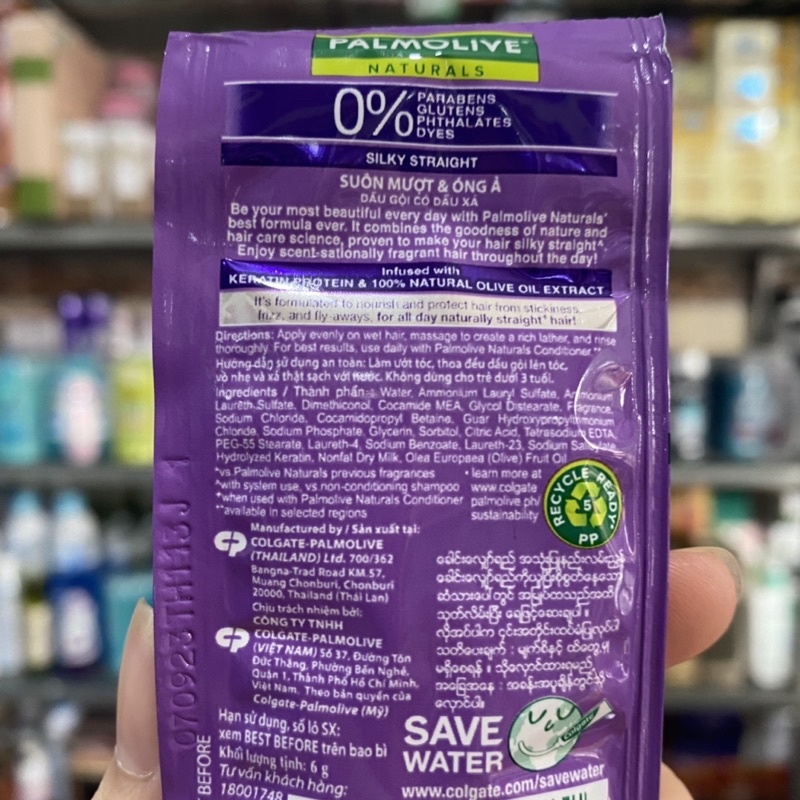 PALMOLIVE
NATURALS
0% PARABENS
GLUTENS
PHTHALATES
DYES
SILKY STRAIGHT
SUÔN MƯỢT & ÓNG Ả
DẦU GỘI CÓ DẦU XẢ
Be your most beautiful every day with Palmolive Naturals'
best formula ever. It combines the goodness of nature and
hair care science, proven to make your hair silky straight^.
Enjoy scent-sationally fragrant hair throughout the day!
Infused with
KERATIN PROTEIN & 100% NATURAL OLIVE OIL EXTRACT
It's formulated to nourish and protect hair from stickiness,
frizz, and fly-aways, for all day naturally straight⁺ hair!
Directions: Apply evenly on wet hair, massage to create a rich lather, and rinse
thoroughly. For best results, use daily with Palmolive Naturals Conditioner**
Hướng dẫn sử dụng an toàn: Làm ướt tóc, thoa đều dầu gội lên tóc,
vò nhẹ và xả thật sạch với nước. Không dùng cho trẻ dưới 3 tuổi.
Ingredients / Thành phần: Water, Ammonium Lauryl Sulfate, Ammonium
Laureth Sulfate, Dimethiconol, Cocamide MEA, Glycol Distearate, Fragrance,
Sodium Chloride, Cocamidopropyl Betaine, Guar Hydroxypropyltrimonium
Chloride, Sodium Phosphate, Glycerin, Sorbitol, Citric Acid, Tetrasodium EDTA,
PEG-55 Stearate, Laureth-4, Sodium Benzoate, Laureth-23, Sodium Salicylate
Hydrolyzed Keratin, Nonfat Dry Milk, Olea Europaea (Olive) Fruit Oil
*vs Palmolive Naturals previous fragrances
^with system use, vs non-conditioning shampoo
⁺when used with Palmolive Naturals Conditioner
**available in selected regions
• learn more at
www.colgate
palmolive.ph/
sustainability
RECYCLE READY
5
PP
Manufactured by / Sản xuất tại:
COLGATE-PALMOLIVE
(THAILAND) Ltd. 700/362
Bangna-Trad Road KM.57,
Muang Chonburi, Chonburi
20000, Thailand (Thái Lan)
Chịu trách nhiệm bởi:
CÔNG TY TNHH
COLGATE-PALMOLIVE
(VIỆT NAM) Số 37, Đường Tôn
Đức Thắng, Phường Bến Nghé,
Quận 1, Thành Phố Hồ Chí Minh,
Việt Nam. Theo bản quyền của
Colgate-Palmolive (Mỹ)
Hạn sử dụng, số lô SX:
xem BEST BEFORE trên bao bì
Khối lượng tịnh: 6 g
Tư vấn khách hàng:
18001748
ခေါင်းလျှော်ရည် အသုံးပြုနည်းလမ်းညွှန်
SAVE
WATER
Colgate
www.colgate.com/savewater
BEFORE